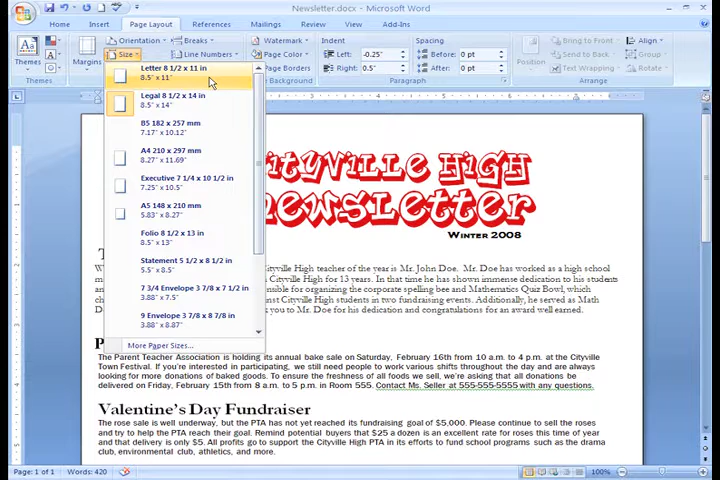 Newsletter.docx - Microsoft Word
Home Insert Page Layout References Mailings Review View Add-Ins
Orientation Breaks Watermark Indent Spacing Align
Themes Margins Size Line Numbers Page Color Left: -0.25" Before: 0 pt Position Bring to Front Group
Right: 0.5" After: 0 pt Text Wrapping Rotate
Background Paragraph Arrange
Letter 8 1/2 x 11 in
8.5" x 11"
Legal 8 1/2 x 14 in
8.5" x 14"
B5 182 x 257 mm
7.17" x 10.12"
A4 210 x 297 mm
8.27" x 11.69"
Executive 7 1/4 x 10 1/2 in
7.25" x 10.5"
A5 148 x 210 mm
5.83" x 8.27"
Folio 8 1/2 x 13 in
8.5" x 13"
Statement 5 1/2 x 8 1/2 in
5.5" x 8.5"
7 3/4 Envelope 3 7/8 x 7 1/2 in
3.88" x 7.5"
9 Envelope 3 7/8 x 8 7/8 in
3.88" x 8.87"
More Paper Sizes...
Cityville High
Newsletter
Winter 2008
T
W Cityville High teacher of the year is Mr. John Doe. Mr. Doe has worked as a high school
m Cityville High for 13 years. In that time he has shown immense dedication to his students
for organizing the corporate spelling bee and Mathematics Quiz Bowl, which
Cityville High students in two fundraising events. Additionally, he served as Math
D you to Mr. Doe for his dedication and congratulations for an award well earned.
P
The Parent Teacher Association is holding its annual bake sale on Saturday, February 16th from 10 a.m. to 4 p.m. at the Cityville
Town Festival. If you're interested in participating, we still need people to work various shifts throughout the day and are always
looking for more donations of baked goods. To ensure the freshness of all foods we sell, we're asking that all donations be
delivered on Friday, February 15th from 8 a.m. to 5 p.m. in Room 555. Contact Ms. Seller at 555-555-5555 with any questions.
Valentine's Day Fundraiser
The rose sale is well underway, but the PTA has not yet reached its fundraising goal of $5,000. Please continue to sell the roses
and try to help the PTA reach their goal. Remind potential buyers that $25 a dozen is an excellent rate for roses this time of year
and that delivery is only $5. All profits go to support the Cityville High PTA in its efforts to fund school programs such as the drama
club, environmental club, athletics, and more.
Page: 1 of 1 Words: 420 100%